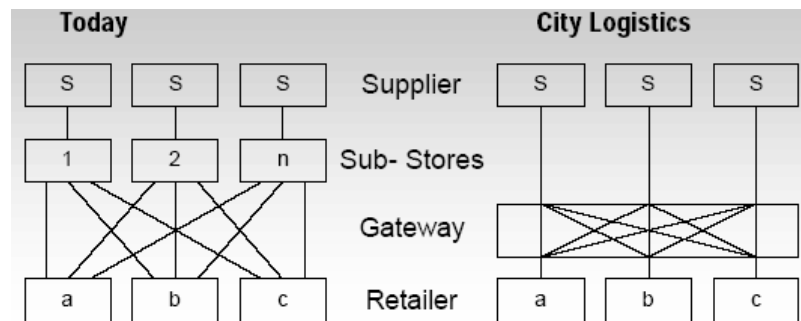 Today City Logistics
S S S Supplier S S S
1 2 n Sub- Stores
Gateway
a b c Retailer a b c